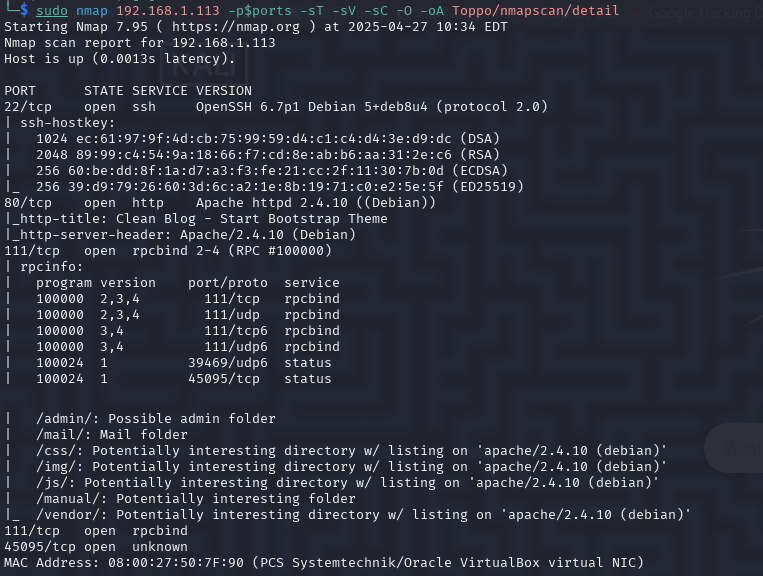 └─$ sudo nmap 192.168.1.113 -p$ports -sT -sV -sC -O -oA Toppo/nmapscan/detail
Starting Nmap 7.95 ( https://nmap.org ) at 2025-04-27 10:34 EDT
Nmap scan report for 192.168.1.113
Host is up (0.0013s latency).
PORT      STATE SERVICE VERSION
22/tcp    open  ssh     OpenSSH 6.7p1 Debian 5+deb8u4 (protocol 2.0)
| ssh-hostkey:
|   1024 ec:61:97:9f:4d:cb:75:99:59:d4:c1:c4:d4:3e:d9:dc (DSA)
|   2048 89:99:c4:54:9a:18:66:f7:cd:8e:ab:b6:aa:31:2e:c6 (RSA)
|   256 60:be:dd:8f:1a:d7:a3:f3:fe:21:cc:2f:11:30:7b:0d (ECDSA)
|_  256 39:d9:79:26:60:3d:6c:a2:1e:8b:19:71:c0:e2:5e:5f (ED25519)
80/tcp    open  http    Apache httpd 2.4.10 ((Debian))
|_http-title: Clean Blog - Start Bootstrap Theme
|_http-server-header: Apache/2.4.10 (Debian)
111/tcp   open  rpcbind 2-4 (RPC #100000)
| rpcinfo:
|   program version    port/proto  service
|   100000  2,3,4        111/tcp   rpcbind
|   100000  2,3,4        111/udp   rpcbind
|   100000  3,4          111/tcp6  rpcbind
|   100000  3,4          111/udp6  rpcbind
|   100024  1          39469/udp6  status
|   100024  1          45095/tcp   status
|   /admin/: Possible admin folder
|   /mail/: Mail folder
|   /css/: Potentially interesting directory w/ listing on 'apache/2.4.10 (debian)'
|   /img/: Potentially interesting directory w/ listing on 'apache/2.4.10 (debian)'
|   /js/: Potentially interesting directory w/ listing on 'apache/2.4.10 (debian)'
|   /manual/: Potentially interesting folder
|_  /vendor/: Potentially interesting directory w/ listing on 'apache/2.4.10 (debian)'
111/tcp   open  rpcbind
45095/tcp open  unknown
MAC Address: 08:00:27:50:7F:90 (PCS Systemtechnik/Oracle VirtualBox virtual NIC)